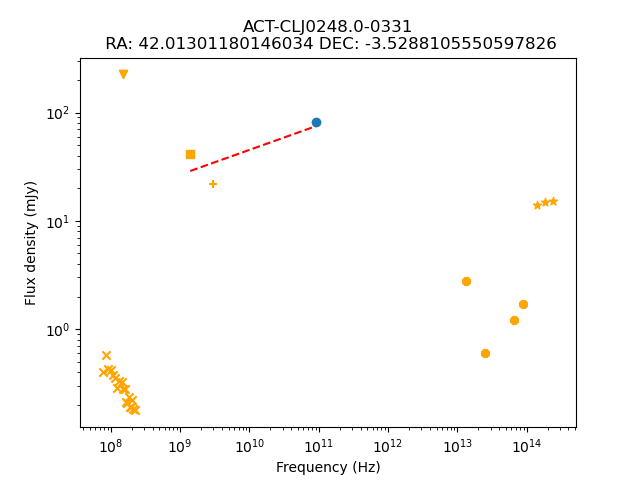 ACT-CLJ0248.0-0331
RA: 42.01301180146034 DEC: -3.5288105550597826
Flux density (mJy)
10²
10¹
10⁰
10⁸ 10⁹ 10¹⁰ 10¹¹ 10¹² 10¹³ 10¹⁴
Frequency (Hz)